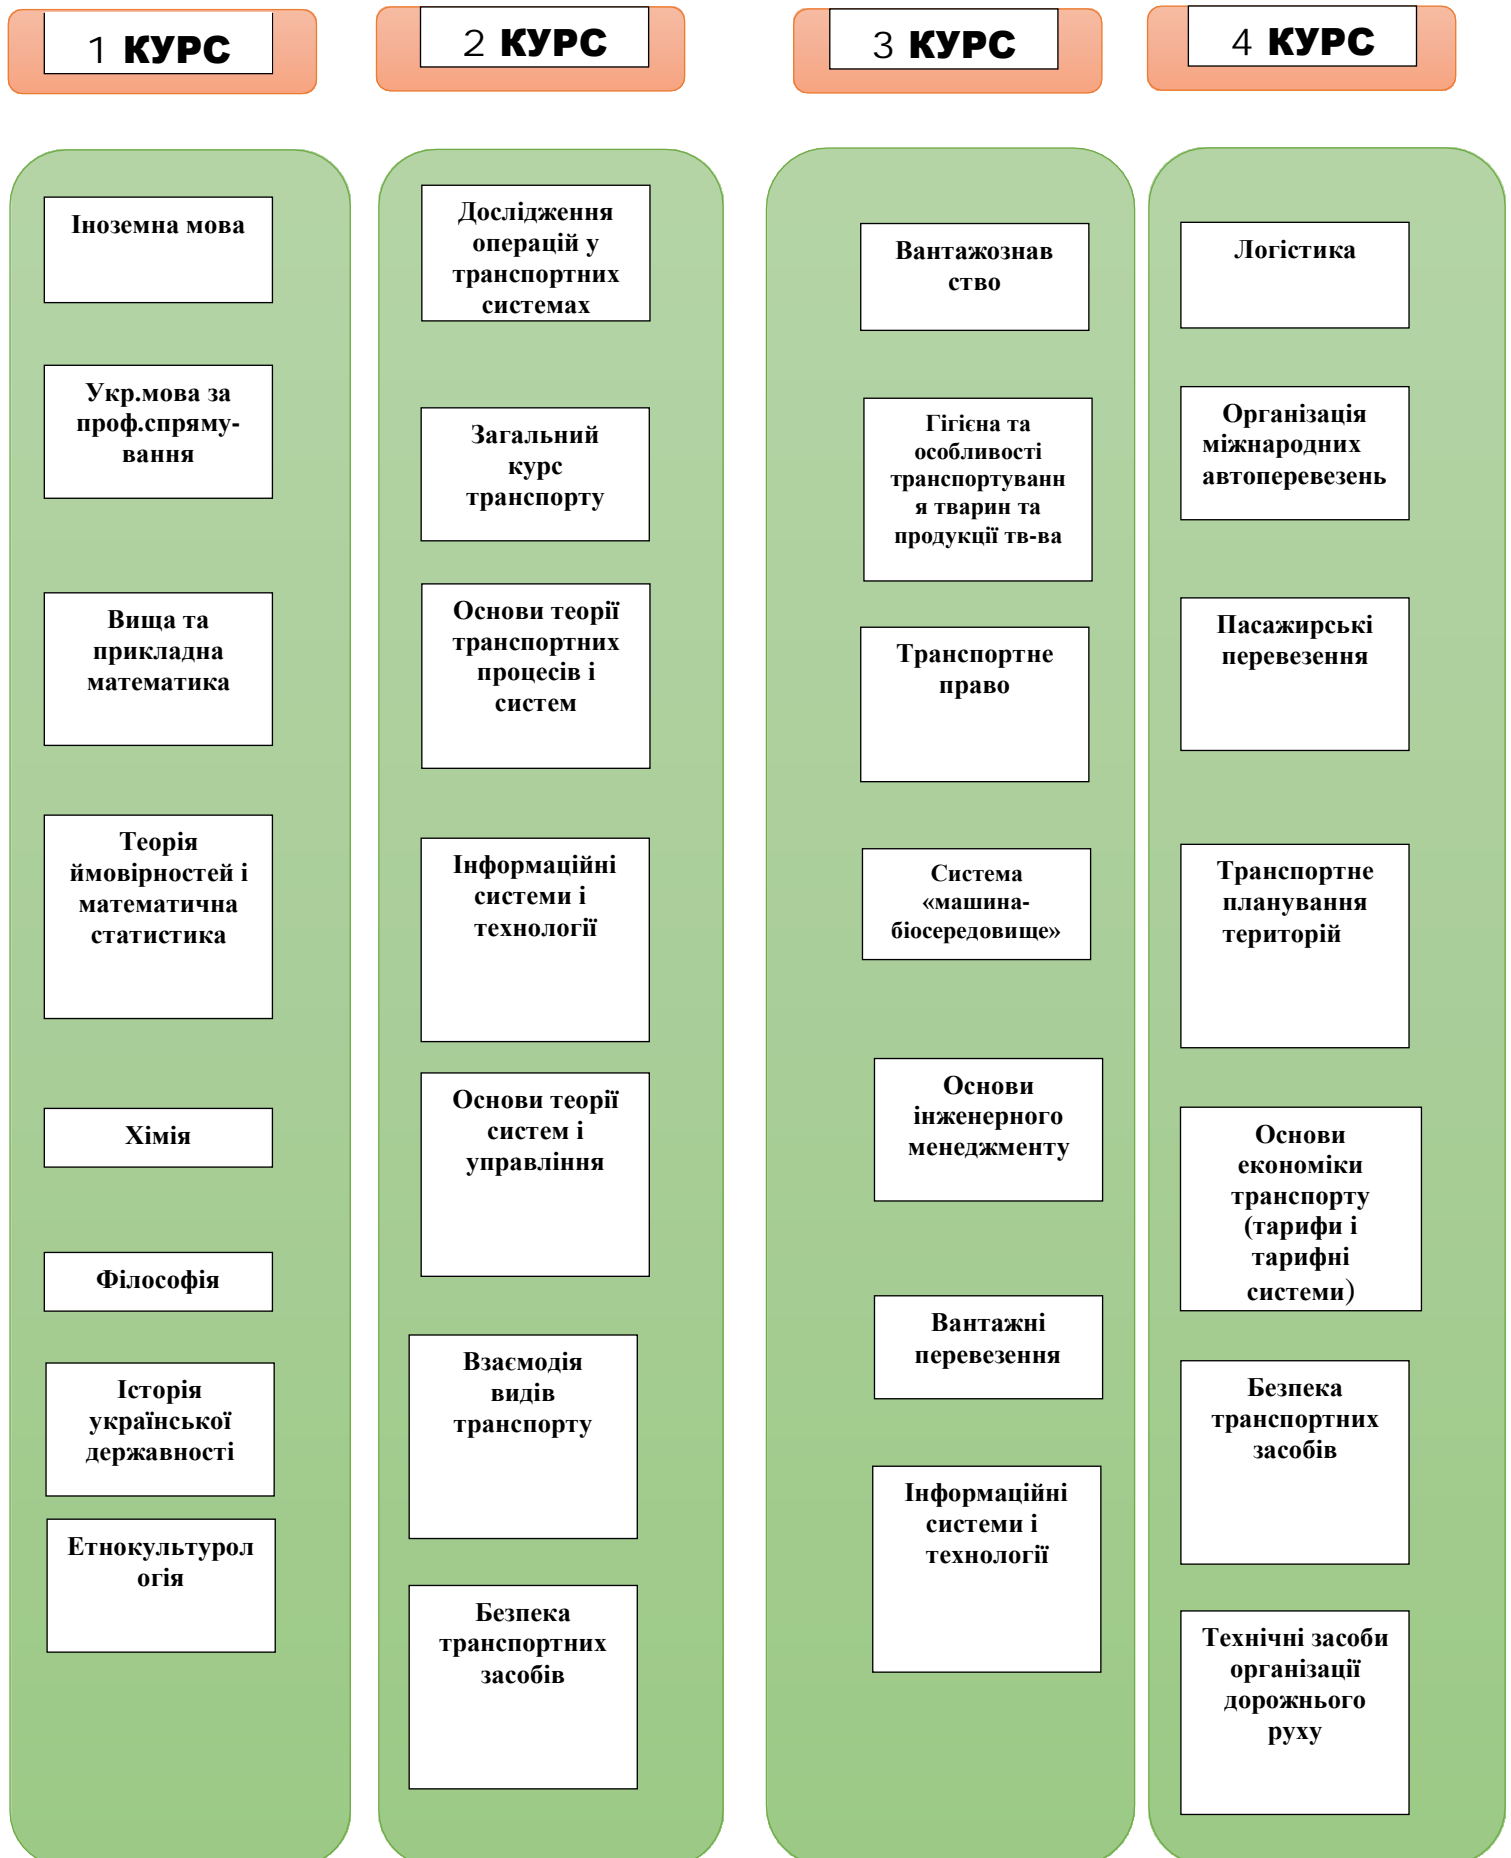 1 КУРС
2 КУРС
3 КУРС
4 КУРС
Іноземна мова
Укр.мова за
проф.спряму-
вання
Вища та
прикладна
математика
Теорія
ймовірностей і
математична
статистика
Хімія
Філософія
Історія
української
державності
Етнокультурол
огія
Дослідження
операцій у
транспортних
системах
Загальний
курс
транспорту
Основи теорії
транспортних
процесів і
систем
Інформаційні
системи і
технології
Основи теорії
систем і
управління
Взаємодія
видів
транспорту
Безпека
транспортних
засобів
Вантажознав
ство
Гігієна та
особливості
транспортуванн
я тварин та
продукції тв-ва
Транспортне
право
Система
«машина-
біосередовище»
Основи
інженерного
менеджменту
Вантажні
перевезення
Інформаційні
системи і
технології
Логістика
Організація
міжнародних
автоперевезень
Пасажирські
перевезення
Транспортне
планування
територій
Основи
економіки
транспорту
(тарифи і
тарифні
системи)
Безпека
транспортних
засобів
Технічні засоби
організації
дорожнього
руху